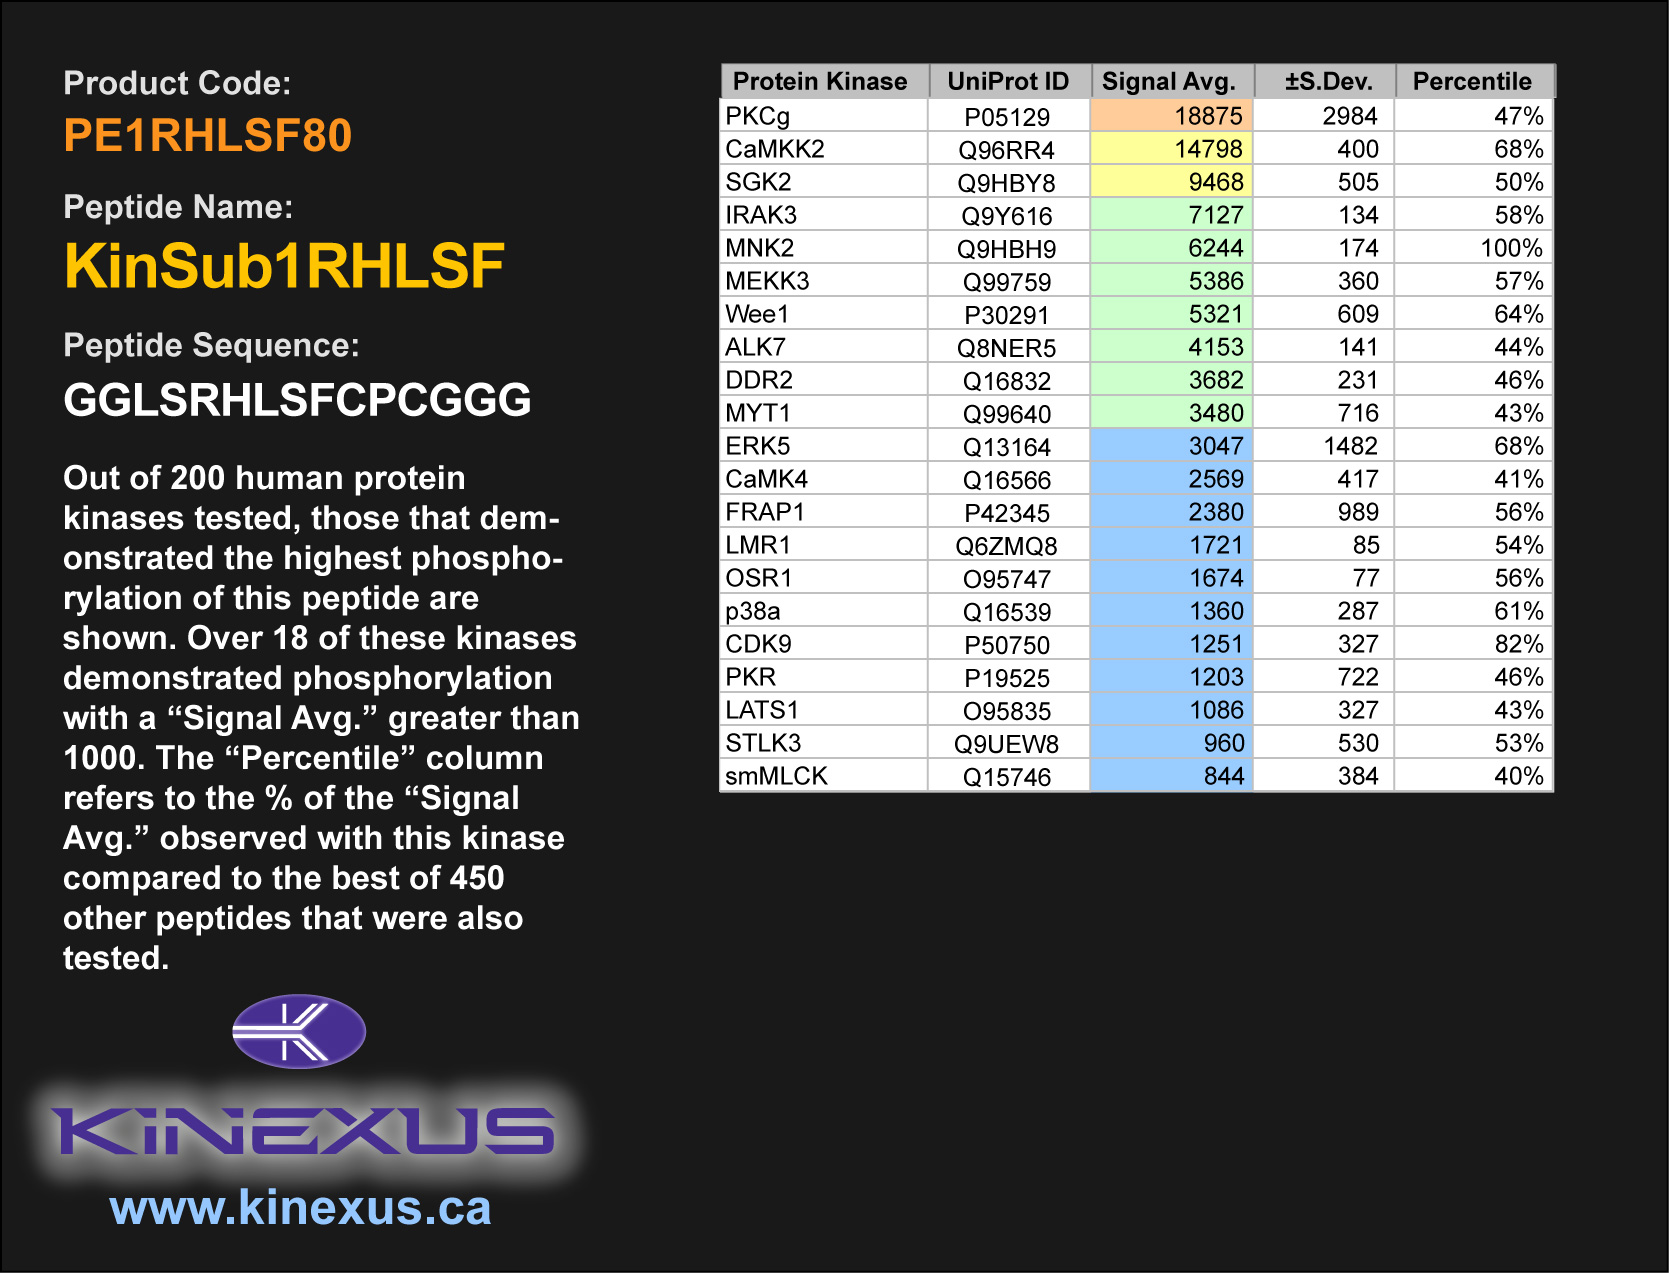 Product Code:
PE1RHLSF80
Peptide Name:
KinSub1RHLSF
Peptide Sequence:
GGLSRHLSFCPCGGG
Out of 200 human protein
kinases tested, those that dem-
onstrated the highest phospho-
rylation of this peptide are
shown. Over 18 of these kinases
demonstrated phosphorylation
with a “Signal Avg.” greater than
1000. The “Percentile” column
refers to the % of the “Signal
Avg.” observed with this kinase
compared to the best of 450
other peptides that were also
tested.
KiNEXUS
www.kinexus.ca
Protein Kinase UniProt ID Signal Avg. ±S.Dev. Percentile
PKCg P05129 18875 2984 47%
CaMKK2 Q96RR4 14798 400 68%
SGK2 Q9HBY8 9468 505 50%
IRAK3 Q9Y616 7127 134 58%
MNK2 Q9HBH9 6244 174 100%
MEKK3 Q99759 5386 360 57%
Wee1 P30291 5321 609 64%
ALK7 Q8NER5 4153 141 44%
DDR2 Q16832 3682 231 46%
MYT1 Q99640 3480 716 43%
ERK5 Q13164 3047 1482 68%
CaMK4 Q16566 2569 417 41%
FRAP1 P42345 2380 989 56%
LMR1 Q6ZMQ8 1721 85 54%
OSR1 O95747 1674 77 56%
p38a Q16539 1360 287 61%
CDK9 P50750 1251 327 82%
PKR P19525 1203 722 46%
LATS1 O95835 1086 327 43%
STLK3 Q9UEW8 960 530 53%
smMLCK Q15746 844 384 40%